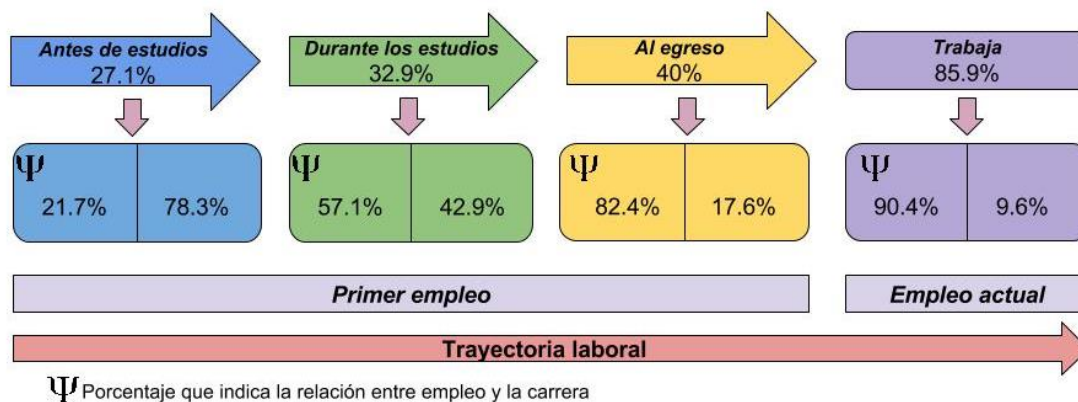 Antes de estudios
27.1%
Durante los estudios
32.9%
Al egreso
40%
Trabaja
85.9%
Ψ
21.7% 78.3%
Ψ
57.1% 42.9%
Ψ
82.4% 17.6%
Ψ
90.4% 9.6%
Primer empleo
Empleo actual
Trayectoria laboral
Ψ Porcentaje que indica la relación entre empleo y la carrera